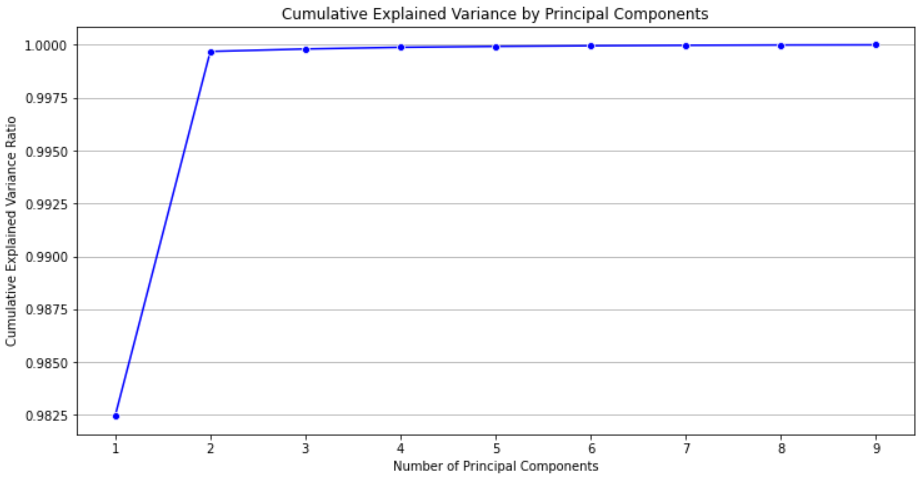 Cumulative Explained Variance by Principal Components
Cumulative Explained Variance Ratio
1.0000
0.9975
0.9950
0.9925
0.9900
0.9875
0.9850
0.9825
1 2 3 4 5 6 7 8 9
Number of Principal Components